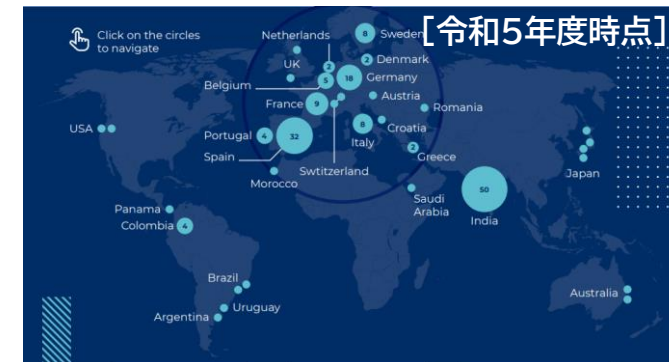 Click on the circles
to navigate
[令和5年度時点]
Netherlands
8
Sweden
UK
2
2
Denmark
Belgium
5
18
Germany
France
9
Austria
Romania
USA
Portugal
4
32
8
Croatia
Spain
Italy
2
Greece
Swtitzerland
Japan
Morocco
Saudi
Arabia
50
India
Panama
Colombia
4
Brazil
Australia
Uruguay
Argentina